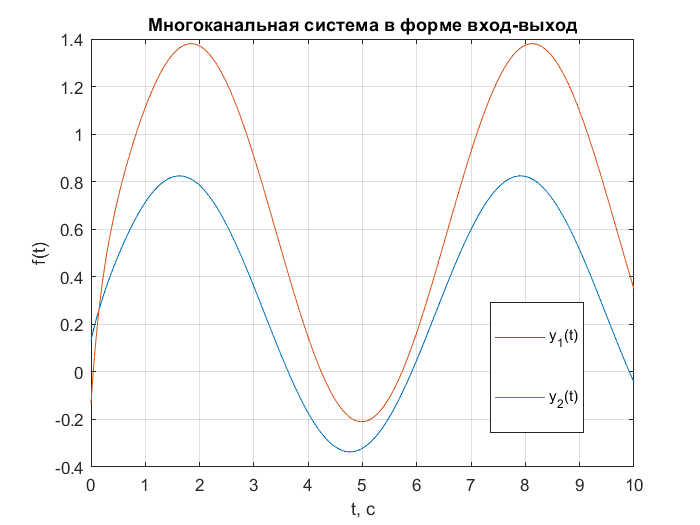 Многоканальная система в форме вход-выход
f(t)
1.4
1.2
1
0.8
0.6
0.4
0.2
0
-0.2
-0.4
y1(t)
y2(t)
0 1 2 3 4 5 6 7 8 9 10
t, c